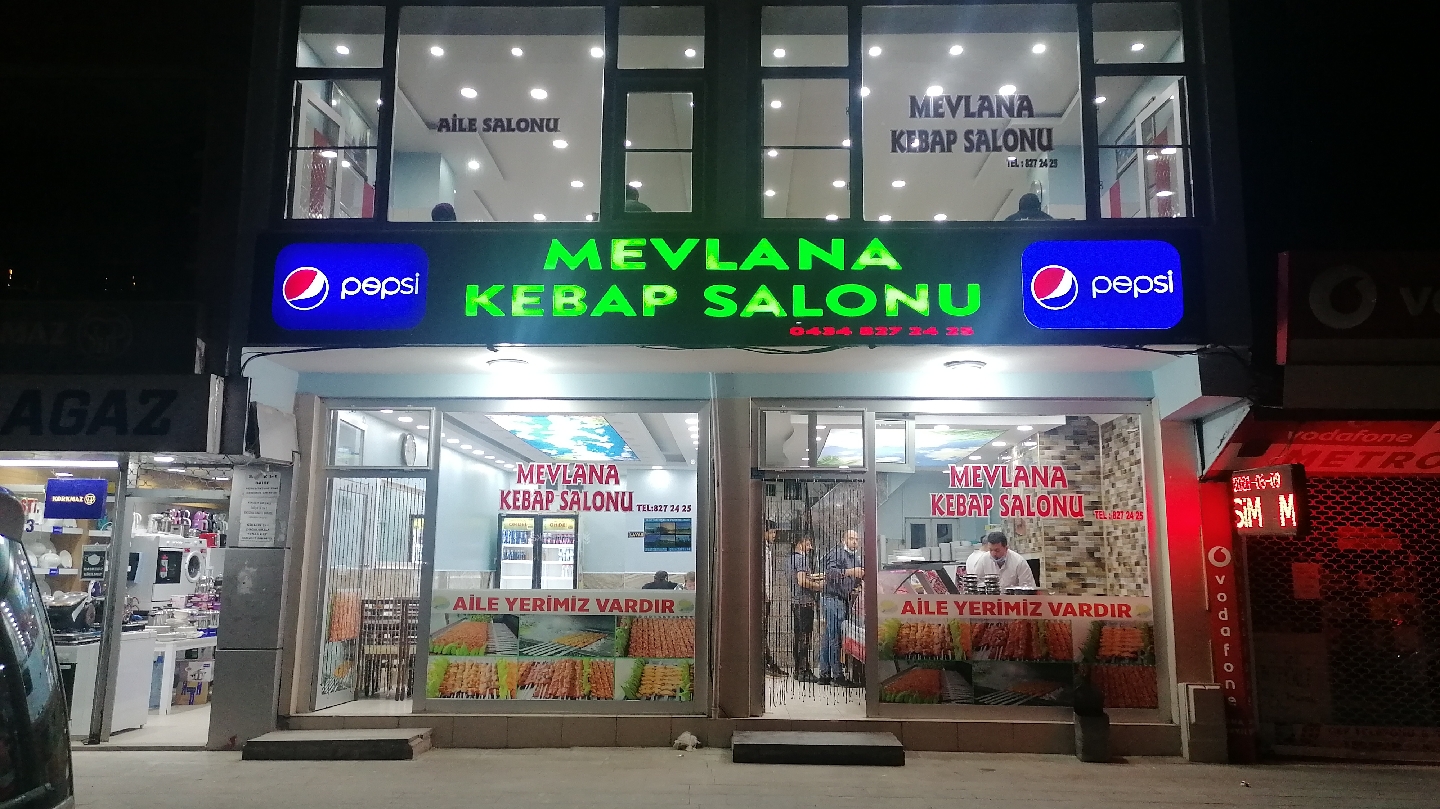 AİLE SALONU
MEVLANA
KEBAP SALONU
TEL : 827 24 25
pepsi
MEVLANA
KEBAP SALONU
0434 827 24 25
pepsi
MAZ
AGAZ
KORKMAZ
MEVLANA
KEBAP SALONU
TEL:827 24 25
AİLE YERİMİZ VARDIR
MEVLANA
KEBAP SALONU
TEL:827 24 25
AİLE YERİMİZ VARDIR
vodafone
METRO
SİM M
vodafone